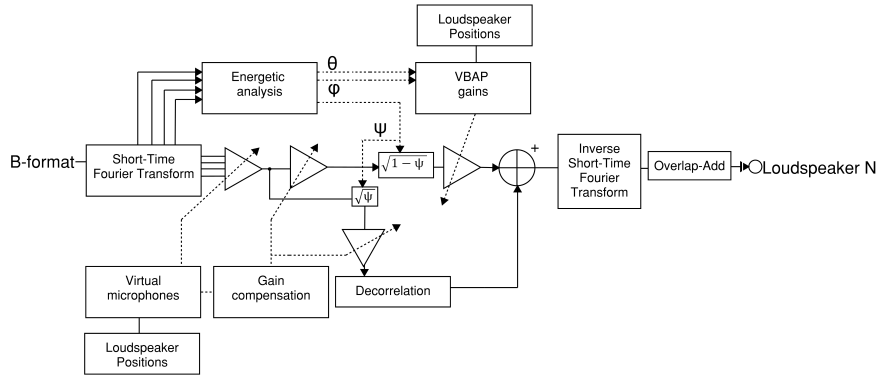 Loudspeaker
Positions
Energetic
analysis
θ
φ
VBAP
gains
ψ
B-format
Short-Time
Fourier Transform
√1 − ψ
+
Inverse
Short-Time
Fourier
Transform
Overlap-Add
Loudspeaker N
√ψ
Virtual
microphones
Gain
compensation
Decorrelation
Loudspeaker
Positions